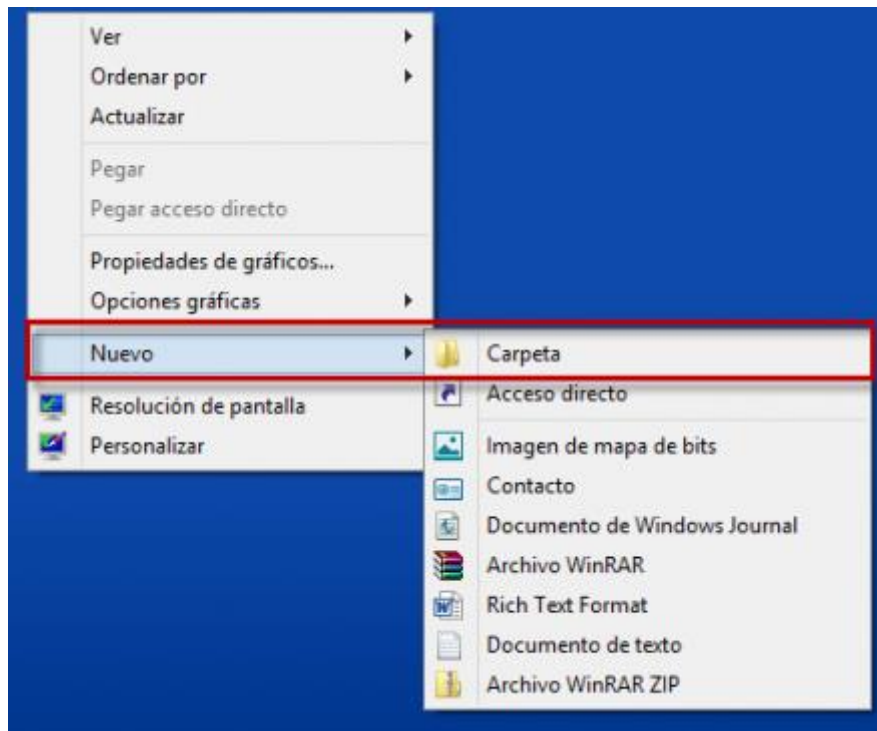 Ver
Ordenar por
Actualizar
Pegar
Pegar acceso directo
Propiedades de gráficos...
Opciones gráficas
Nuevo
Resolución de pantalla
Personalizar
Carpeta
Acceso directo
Imagen de mapa de bits
Contacto
Documento de Windows Journal
Archivo WinRAR
Rich Text Format
Documento de texto
Archivo WinRAR ZIP